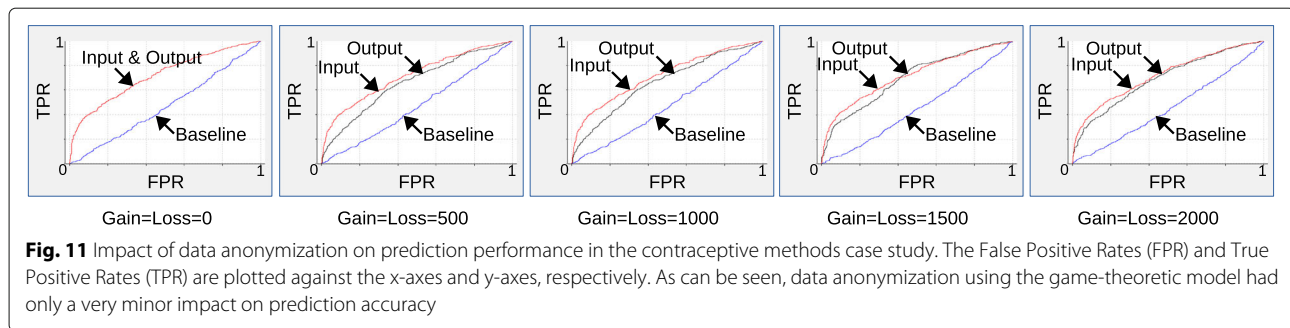 1
Input & Output
TPR
Baseline
0
FPR
1
Gain=Loss=0
1
Output
Input
TPR
Baseline
0
FPR
1
Gain=Loss=500
1
Output
Input
TPR
Baseline
0
FPR
1
Gain=Loss=1000
1
Output
Input
TPR
Baseline
0
FPR
1
Gain=Loss=1500
1
Output
Input
TPR
Baseline
0
FPR
1
Gain=Loss=2000
Fig. 11 Impact of data anonymization on prediction performance in the contraceptive methods case study. The False Positive Rates (FPR) and True
Positive Rates (TPR) are plotted against the x-axes and y-axes, respectively. As can be seen, data anonymization using the game-theoretic model had
only a very minor impact on prediction accuracy